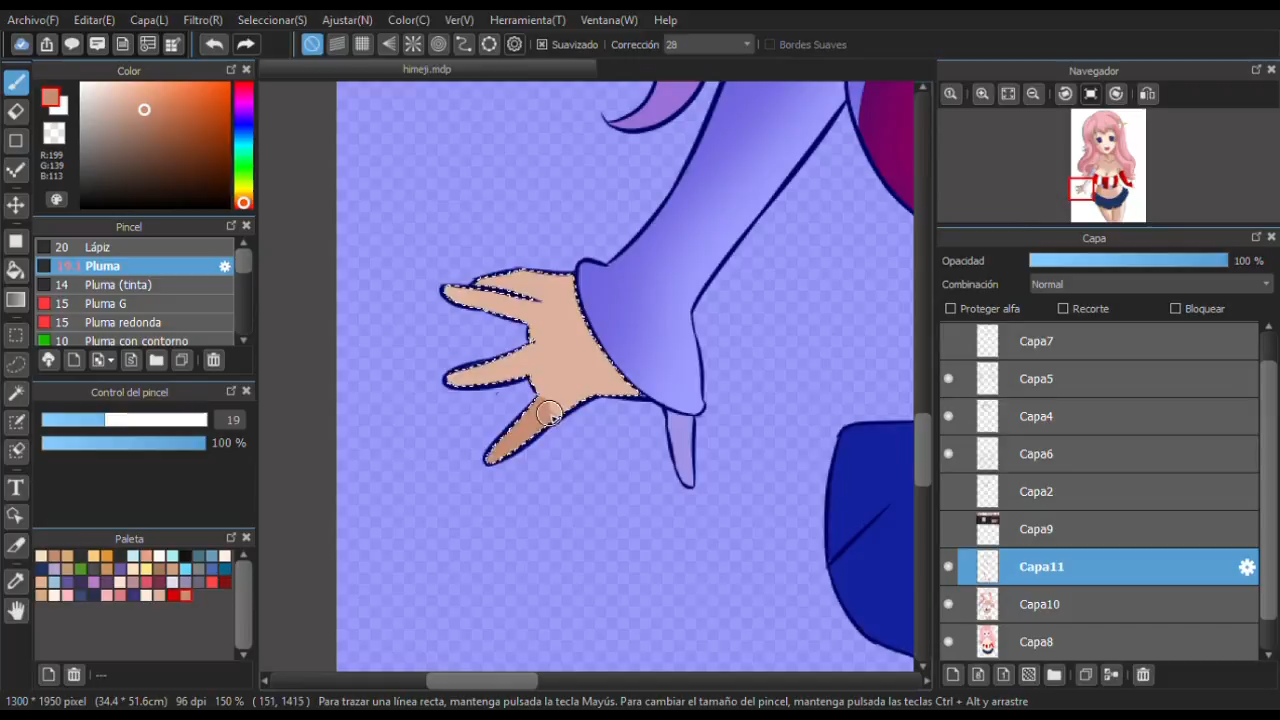 Archivo(F) Editar(E) Capa(L) Filtro(R) Seleccionar(S) Ajustar(N) Color(C) Ver(V) Herramienta(T) Ventana(W) Help
Suavizado Corrección 28 Bordes Suaves
Color
himeji.mdp
Navegador
R:199
G:139
B:113
Pincel
20 Lápiz
Pluma
14 Pluma (tinta)
15 Pluma G
15 Pluma redonda
10 Pluma con contorno
Control del pincel
19
100 %
Paleta
---
Capa
Opacidad 100 %
Combinación Normal
Proteger alfa Recorte Bloquear
Capa7
Capa5
Capa4
Capa6
Capa2
Capa9
Capa11
Capa10
Capa8
1300 * 1950 pixel (34.4 * 51.6cm) 96 dpi 150 % ( 151, 1415) Para trazar una línea recta, mantenga pulsada la tecla Mayús. Para cambiar el tamaño del pincel, mantenga pulsadas las teclas Ctrl + Alt y arrastre